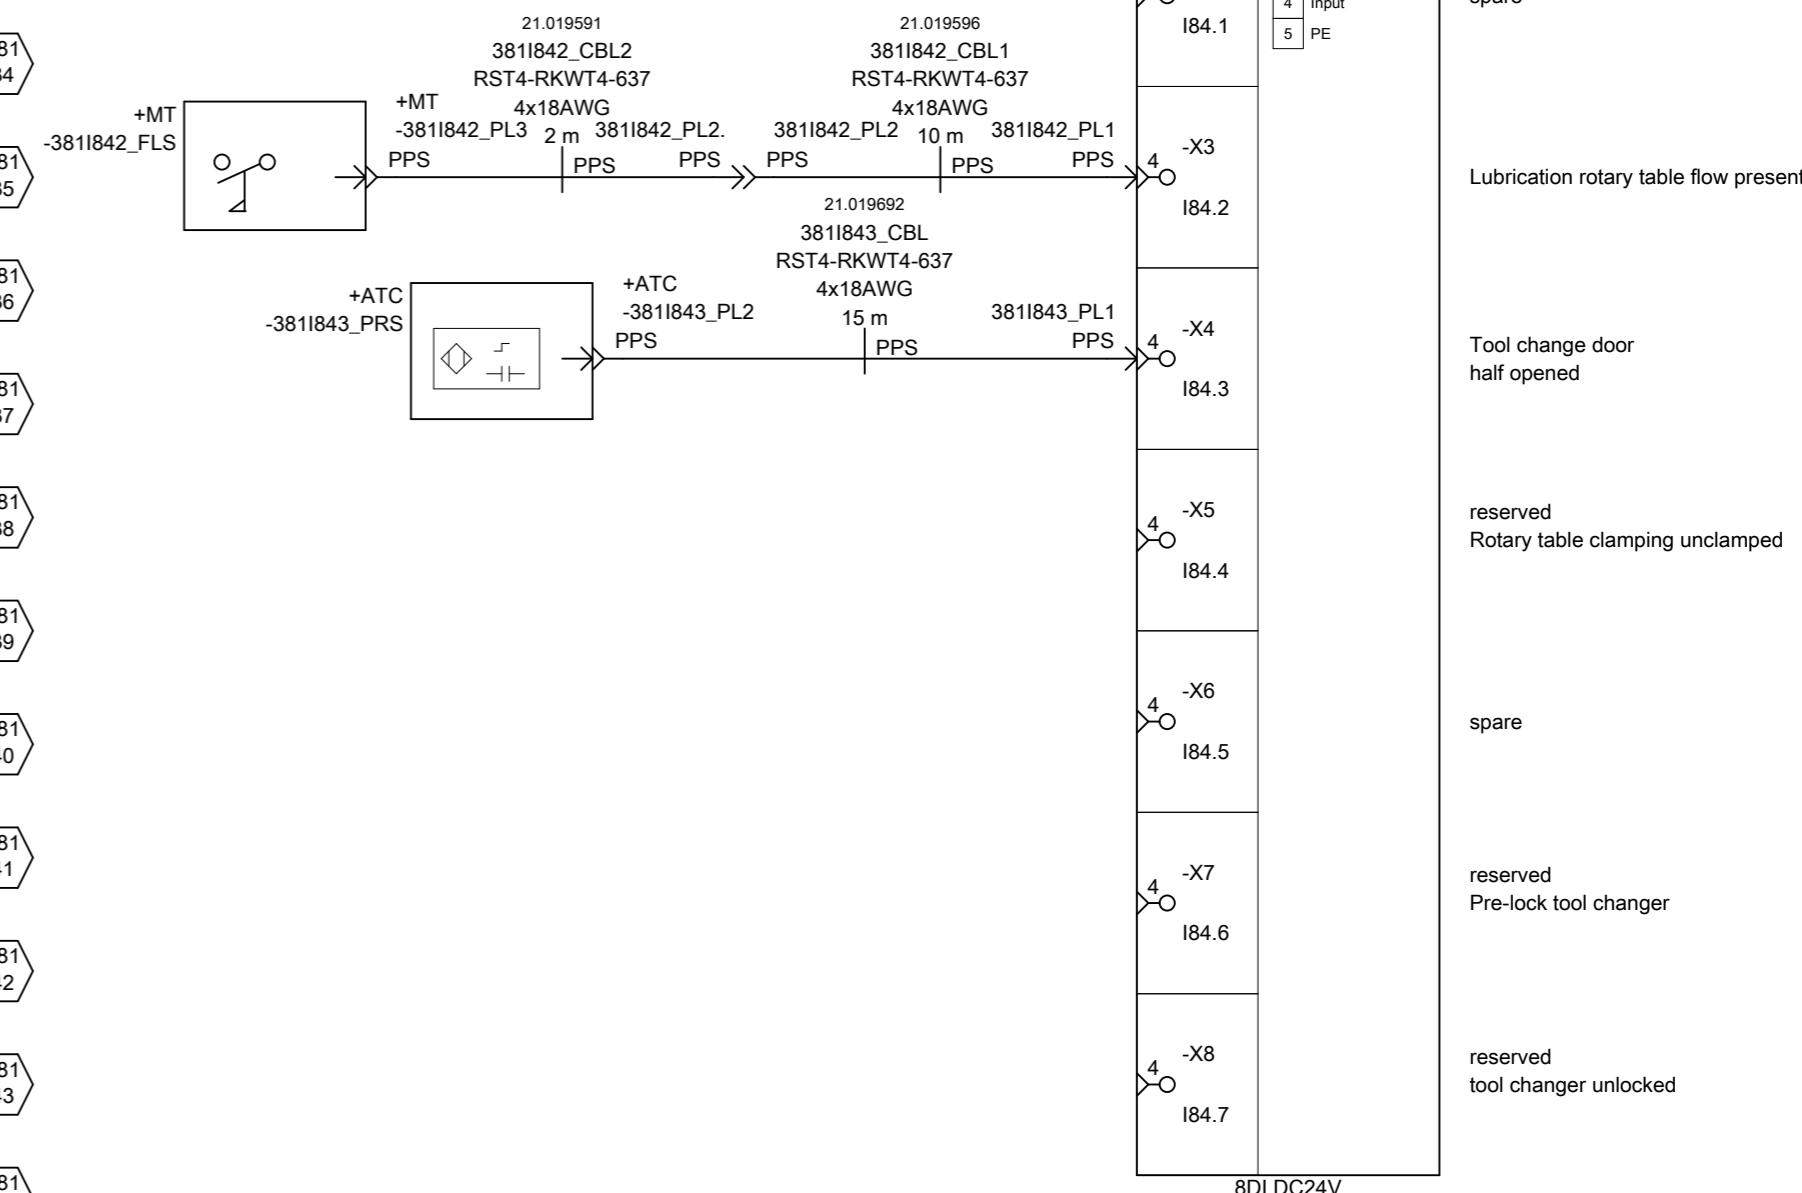 spare
4 Input
I84.1
5 PE
21.019591
381I842_CBL2
RST4-RKWT4-637
4x18AWG
2 m
21.019596
381I842_CBL1
RST4-RKWT4-637
4x18AWG
10 m
+MT
-381I842_FLS
+MT
-381I842_PL3
PPS
PPS
381I842_PL2.
PPS
381I842_PL2
PPS
PPS
381I842_PL1
PPS
4
-X3
I84.2
Lubrication rotary table flow present
21.019692
381I843_CBL
RST4-RKWT4-637
4x18AWG
15 m
+ATC
-381I843_PRS
+ATC
-381I843_PL2
PPS
PPS
381I843_PL1
PPS
4
-X4
I84.3
Tool change door
half opened
4
-X5
I84.4
reserved
Rotary table clamping unclamped
4
-X6
I84.5
spare
4
-X7
I84.6
reserved
Pre-lock tool changer
4
-X8
I84.7
reserved
tool changer unlocked
8DI DC24V